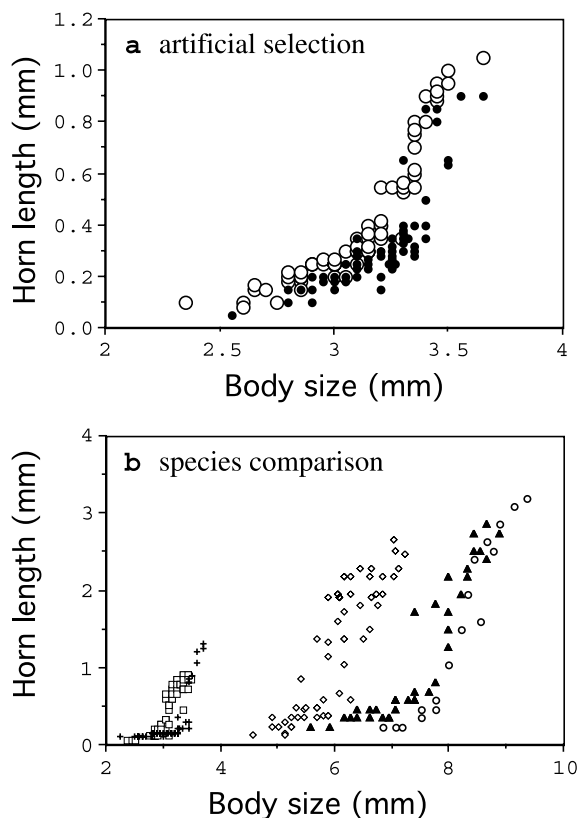 1.2
a artificial selection
1.0
0.8
0.6
0.4
0.2
0.0
Horn length (mm)
2 2.5 3.0 3.5 4
Body size (mm)
4
b species comparison
3
2
1
0
Horn length (mm)
2 4 6 8 10
Body size (mm)